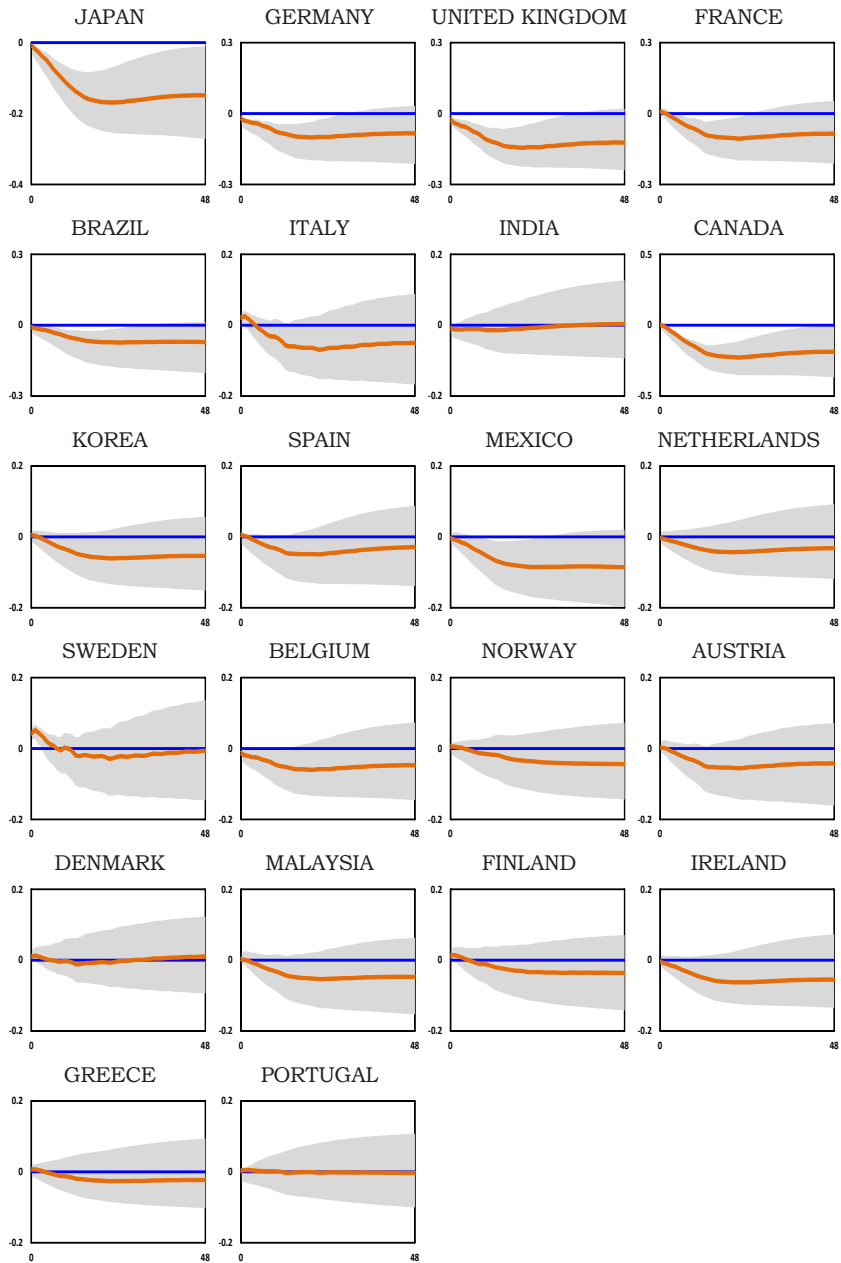 JAPAN GERMANY UNITED KINGDOM FRANCE
0 0.3 0.3 0.3
-0.2 0 0 0
-0.4 -0.3 -0.3 -0.3
0 48 0 48 0 48 0 48
BRAZIL ITALY INDIA CANADA
0.3 0.2 0.2 0.5
0 0 0 0
-0.3 -0.2 -0.2 -0.5
0 48 0 48 0 48 0 48
KOREA SPAIN MEXICO NETHERLANDS
0.2 0.2 0.2 0.2
0 0 0 0
-0.2 -0.2 -0.2 -0.2
0 48 0 48 0 48 0 48
SWEDEN BELGIUM NORWAY AUSTRIA
0.2 0.2 0.2 0.2
0 0 0 0
-0.2 -0.2 -0.2 -0.2
0 48 0 48 0 48 0 48
DENMARK MALAYSIA FINLAND IRELAND
0.2 0.2 0.2 0.2
0 0 0 0
-0.2 -0.2 -0.2 -0.2
0 48 0 48 0 48 0 48
GREECE PORTUGAL
0.2 0.2
0 0
-0.2 -0.2
0 48 0 48